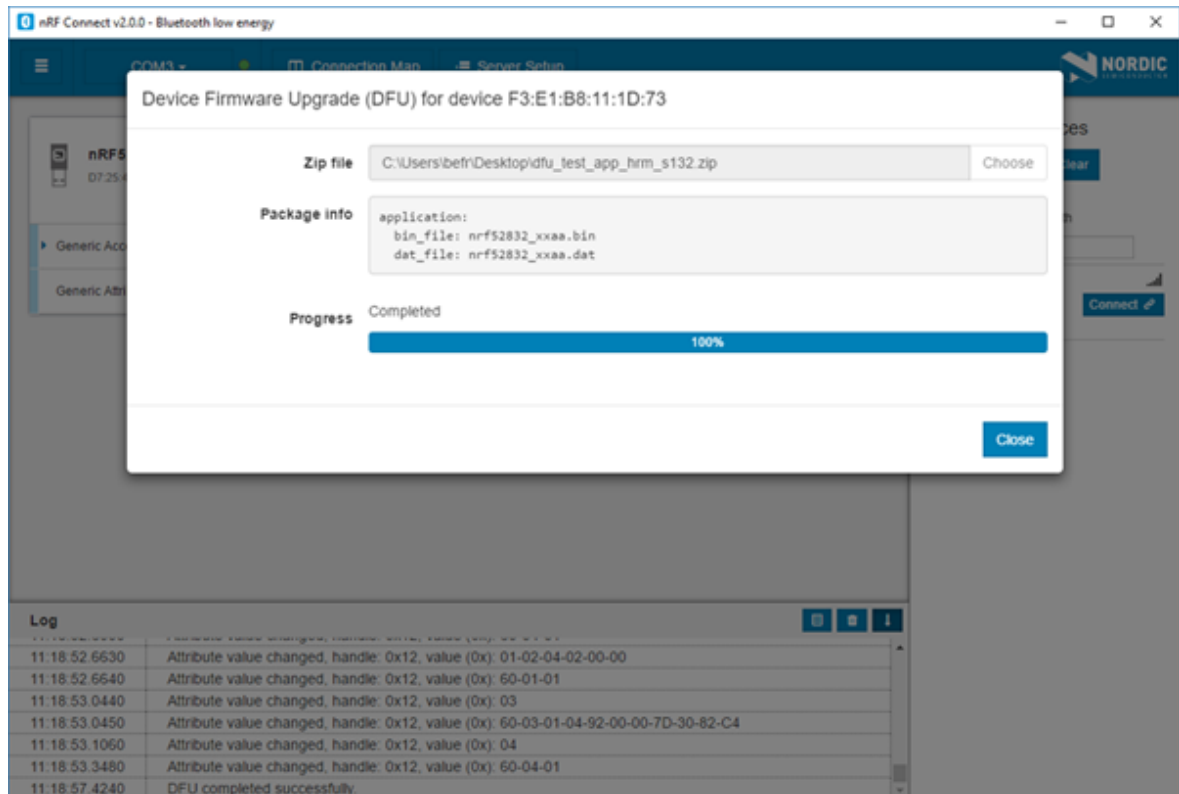 nRF Connect v2.0.0 - Bluetooth low energy
COM3
Connection Map
Server Setup
NORDIC
SEMICONDUCTOR
Device Firmware Upgrade (DFU) for device F3:E1:B8:11:1D:73
Zip file
C:\Users\befr\Desktop\dfu_test_app_hrm_s132.zip
Choose
Package info
application:
bin_file: nrf52832_xxaa.bin
dat_file: nrf52832_xxaa.dat
Progress
Completed
100%
Close
nRF5
07:25:
Generic Acc
Generic Attri
Connect
Log
11:18:52.6630 Attribute value changed, handle: 0x12, value (0x): 01-02-04-02-00-00
11:18:52.6640 Attribute value changed, handle: 0x12, value (0x): 60-01-01
11:18:53.0440 Attribute value changed, handle: 0x12, value (0x): 03
11:18:53.0450 Attribute value changed, handle: 0x12, value (0x): 60-03-01-04-92-00-00-7D-30-82-C4
11:18:53.1060 Attribute value changed, handle: 0x12, value (0x): 04
11:18:53.3480 Attribute value changed, handle: 0x12, value (0x): 60-04-01
11:18:57.4240 DFU completed successfully.